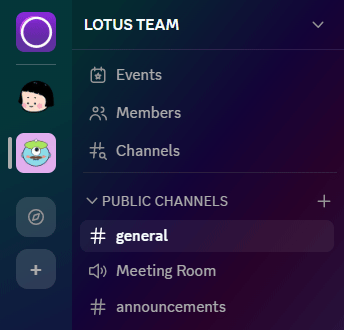 LOTUS TEAM
Events
Members
Channels
PUBLIC CHANNELS
general
Meeting Room
announcements